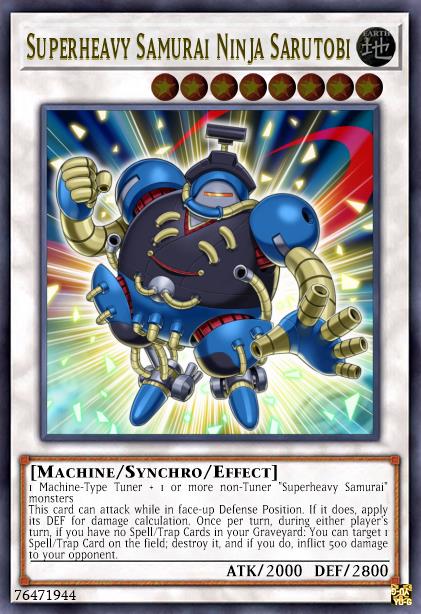 Superheavy Samurai Ninja Sarutobi
EARTH
地
[Machine/Synchro/Effect]
1 Machine-Type Tuner + 1 or more non-Tuner "Superheavy Samurai"
monsters
This card can attack while in face-up Defense Position. If it does, apply
its DEF for damage calculation. Once per turn, during either player's
turn, if you have no Spell/Trap Cards in your Graveyard: You can target 1
Spell/Trap Card on the field; destroy it, and if you do, inflict 500 damage
to your opponent.
ATK/2000 DEF/2800
76471944